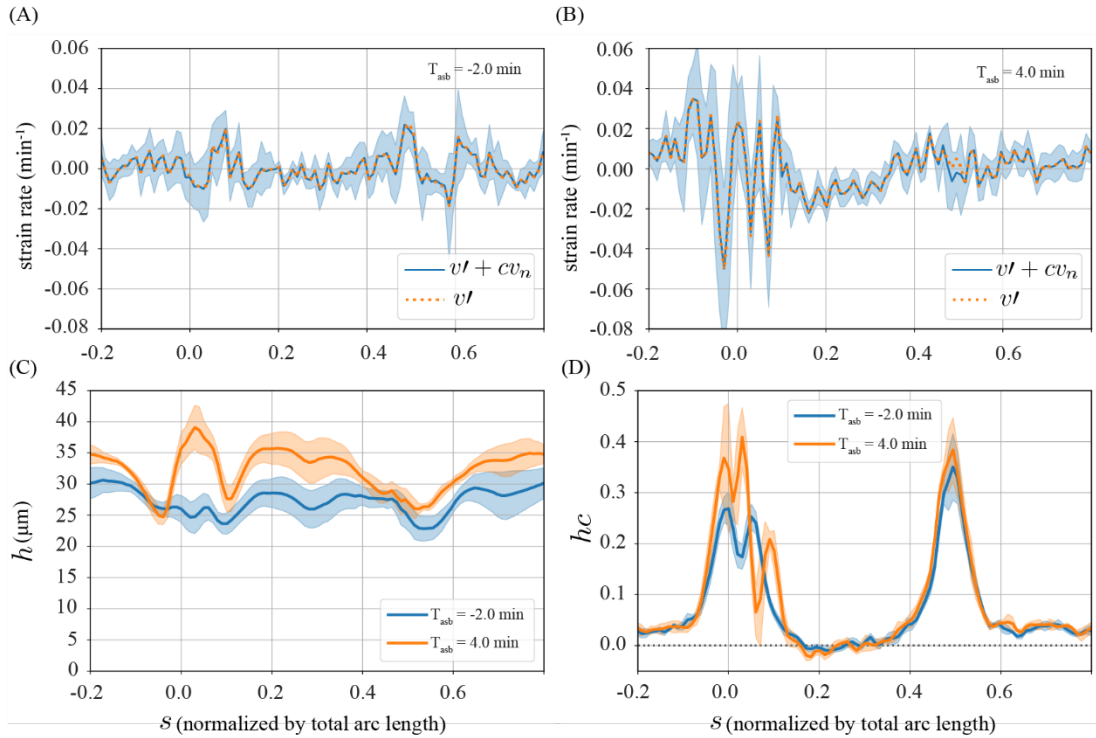 (A)
(B)
0.06
0.04
0.02
0.00
-0.02
-0.04
-0.06
-0.08
strain rate (min⁻¹)
T_asb = -2.0 min
v′ + cv_n
v′
-0.2
0.0
0.2
0.4
0.6
0.06
0.04
0.02
0.00
-0.02
-0.04
-0.06
-0.08
strain rate (min⁻¹)
T_asb = 4.0 min
v′ + cv_n
v′
-0.2
0.0
0.2
0.4
0.6
(C)
(D)
45
40
35
30
25
20
15
10
5
0
h (μm)
T_asb = -2.0 min
T_asb = 4.0 min
-0.2
0.0
0.2
0.4
0.6
s (normalized by total arc length)
0.5
0.4
0.3
0.2
0.1
0.0
hc
T_asb = -2.0 min
T_asb = 4.0 min
-0.2
0.0
0.2
0.4
0.6
s (normalized by total arc length)